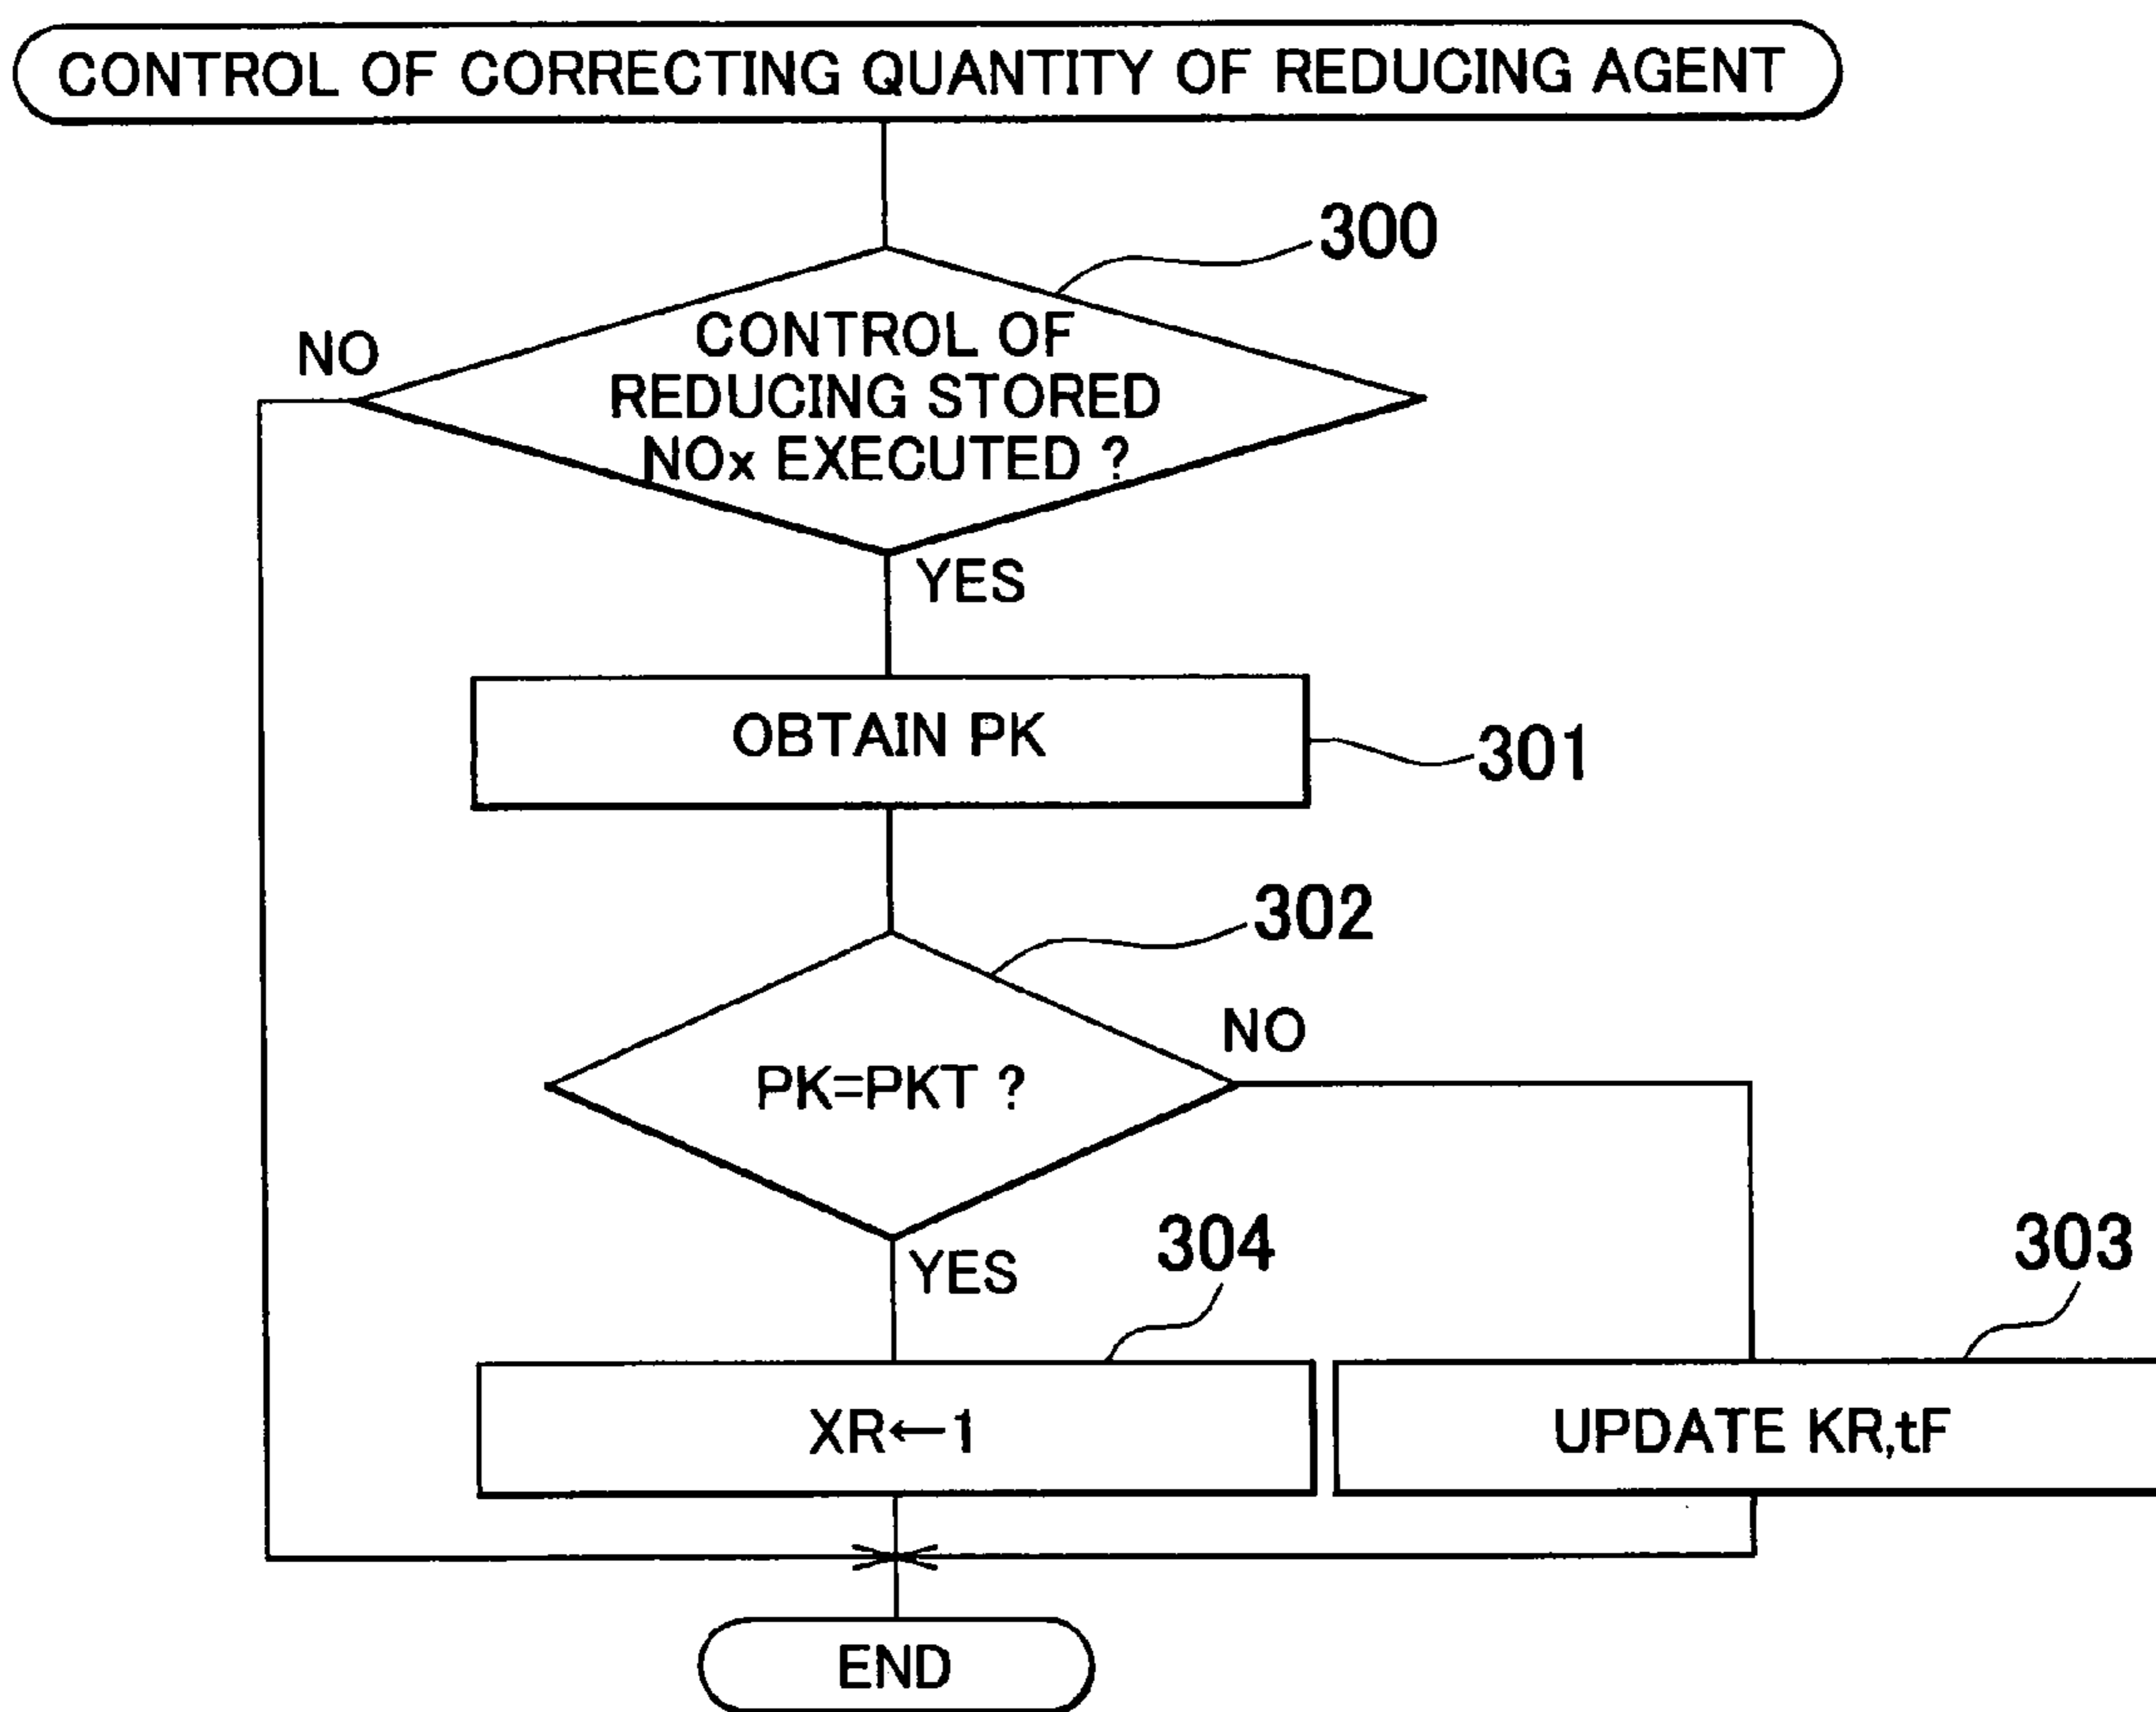 CONTROL OF CORRECTING QUANTITY OF REDUCING AGENT
300
NO
CONTROL OF
REDUCING STORED
NOx EXECUTED ?
YES
OBTAIN PK
301
302
NO
PK=PKT ?
YES
304
303
XR←1
UPDATE KR,tF
END